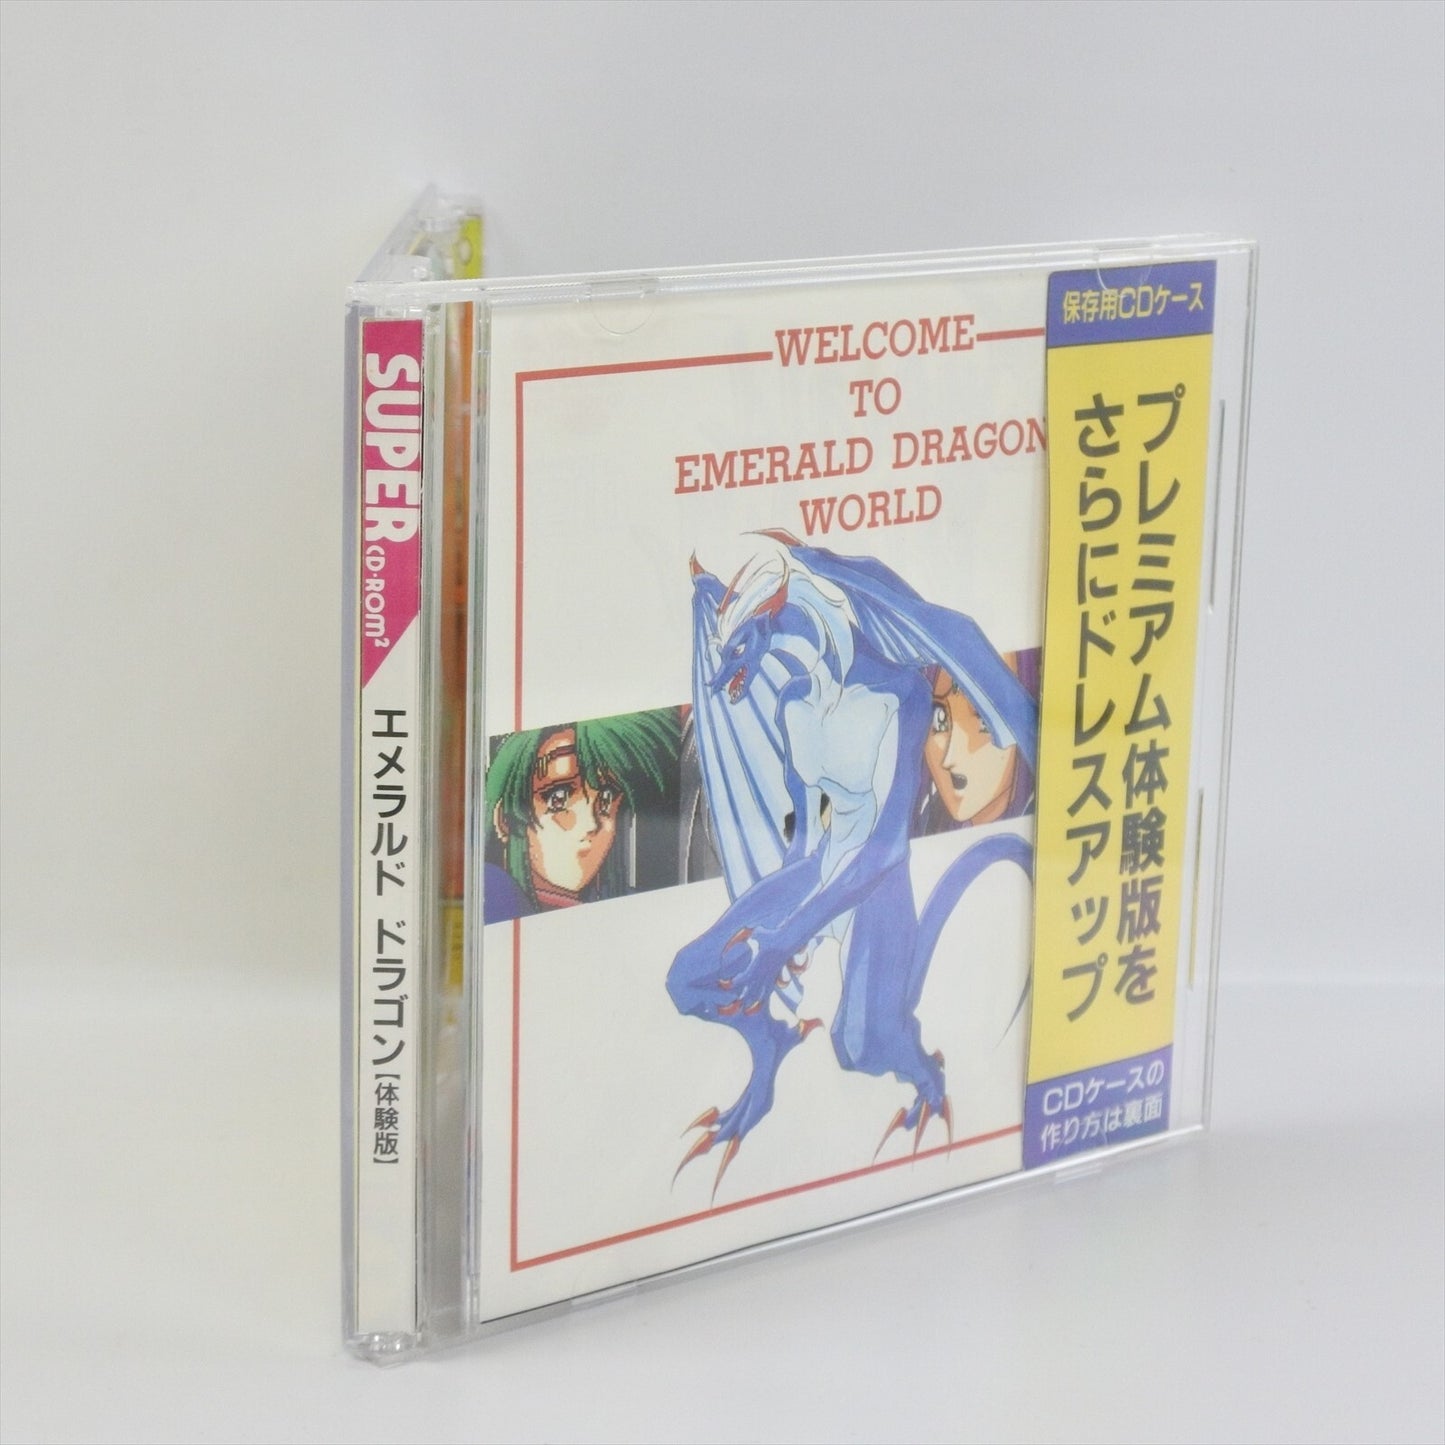 SUPER
CD-ROM²
エメラルド ドラゴン【体験版】
WELCOME
TO
EMERALD DRAGON
WORLD
保存用CDケース
プレミアム体験版を
さらにドレスアップ
CDケースの
作り方は裏面